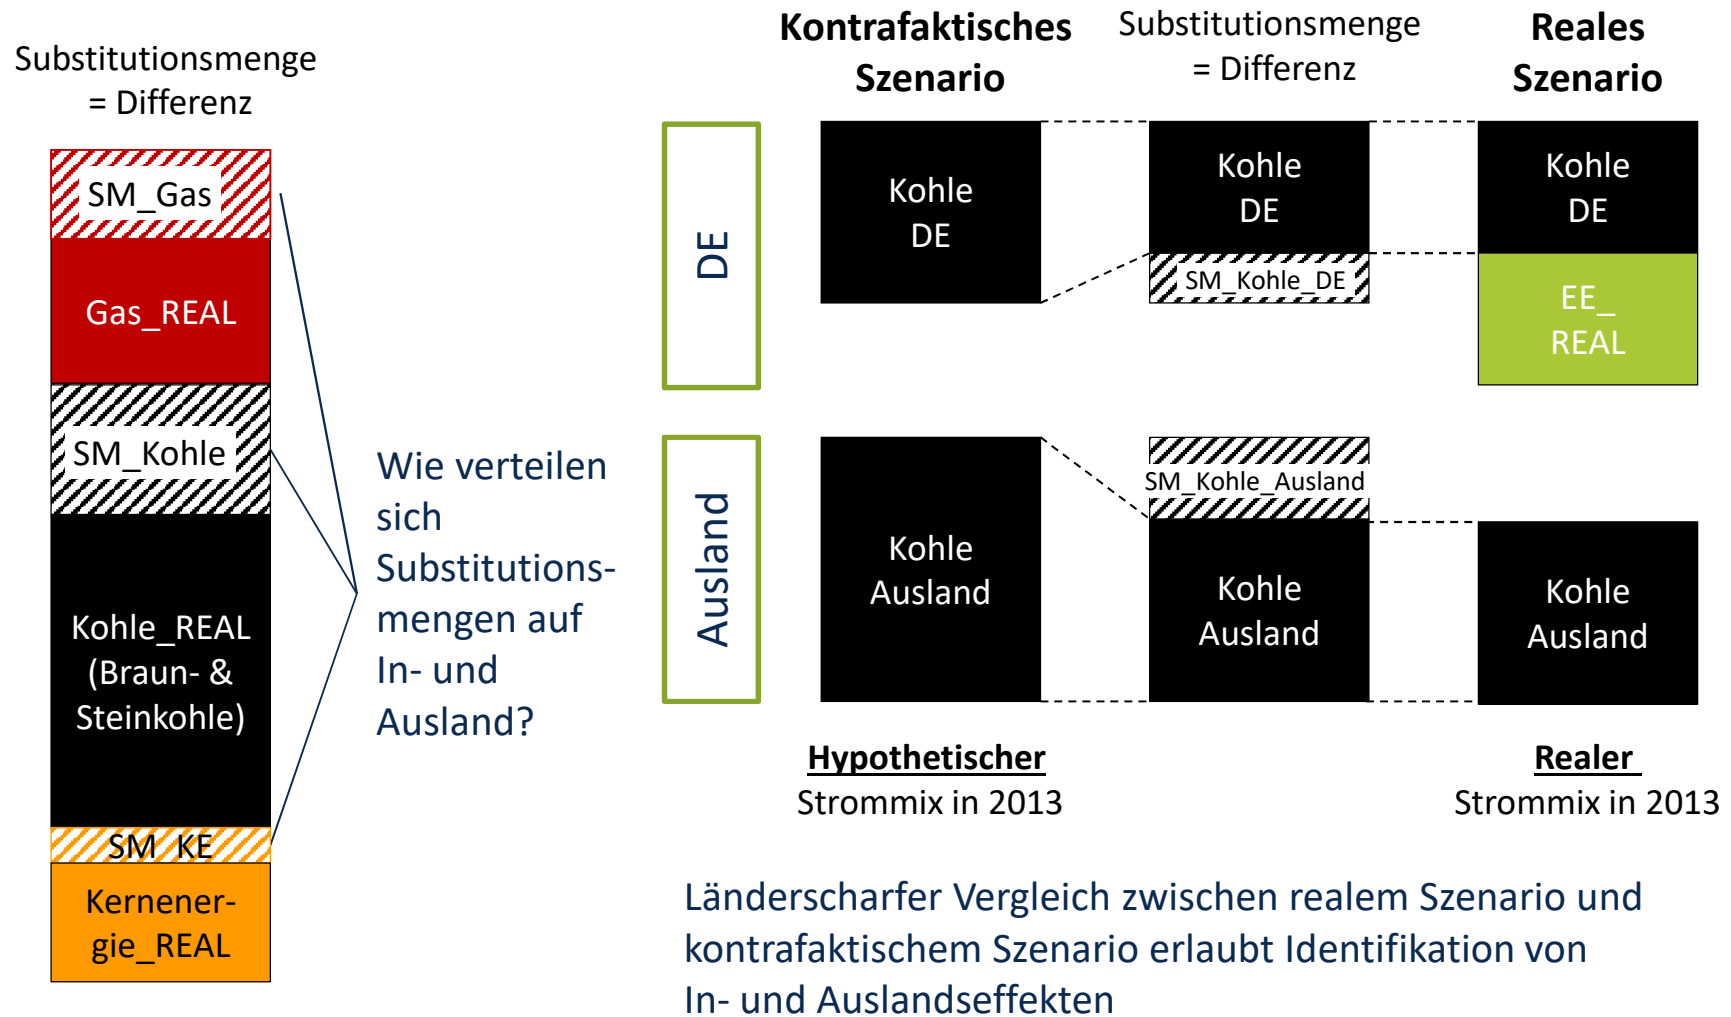 Substitutionsmenge
= Differenz
SM_Gas
Gas_REAL
SM_Kohle
Kohle_REAL
(Braun- &
Steinkohle)
SM_KE
Kernener-
gie_REAL
Wie verteilen
sich
Substitutions-
mengen auf
In- und
Ausland?
Kontrafaktisches
Szenario
Substitutionsmenge
= Differenz
Reales
Szenario
DE
Kohle
DE
Kohle
DE
SM_Kohle_DE
Kohle
DE
EE_
REAL
Ausland
Kohle
Ausland
SM_Kohle_Ausland
Kohle
Ausland
Kohle
Ausland
Hypothetischer
Strommix in 2013
Realer
Strommix in 2013
Länderscharfer Vergleich zwischen realem Szenario und
kontrafaktischem Szenario erlaubt Identifikation von
In- und Auslandseffekten